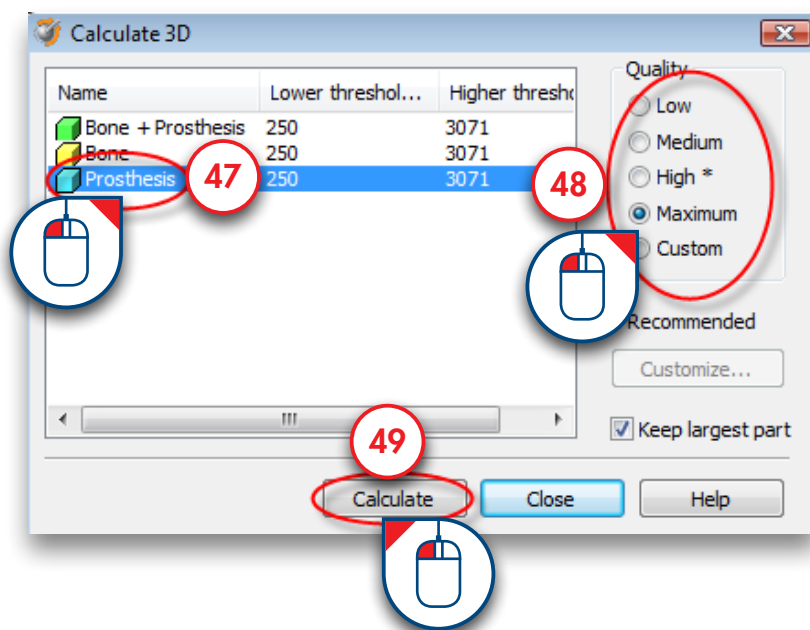 Calculate 3D
Name Lower threshol... Higher thresho
Bone + Prosthesis 250 3071
Bone 250 3071
Prosthesis 250 3071
47
Quality
Low
Medium
High *
Maximum
Custom
48
Recommended
Customize...
Keep largest part
49
Calculate Close Help